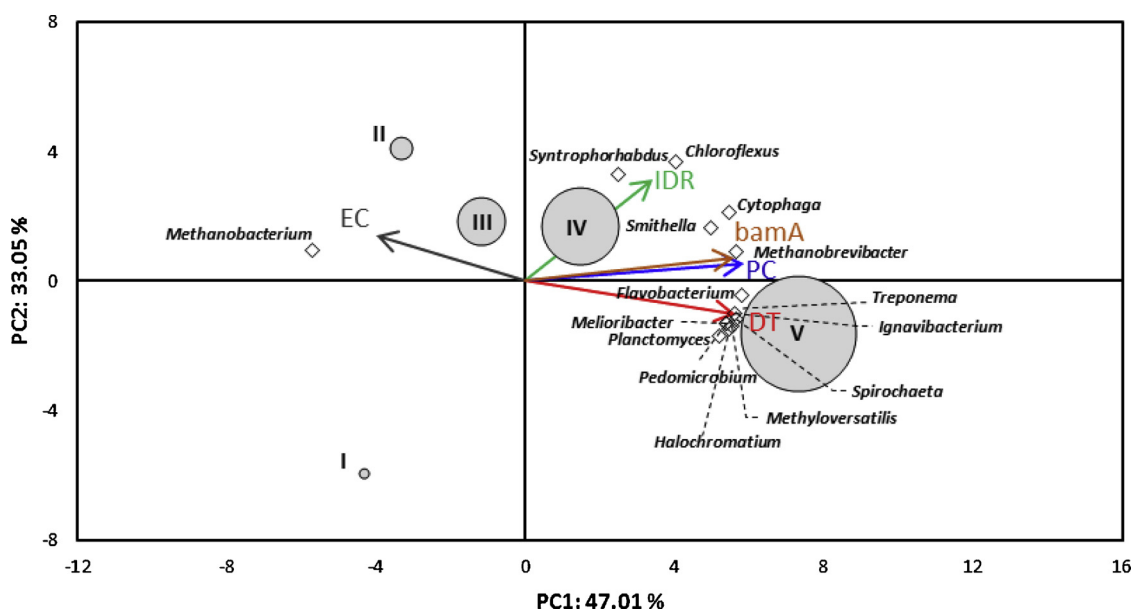 8
II
Syntrophorhabdus
Chloroflexus
4
IDR
Cytophaga
EC
III
IV
Smithella
bamA
Methanobacterium
Methanobrevibacter
PC
0
Flavobacterium
Treponema
Melioribacter
DT
V
Ignavibacterium
Planctomyces
Pedomicrobium
Spirochaeta
-4
Methyloversatilis
Halochromatium
I
-8
-12
-8
-4
0
4
8
12
16
PC1: 47.01 %
PC2: 33.05 %